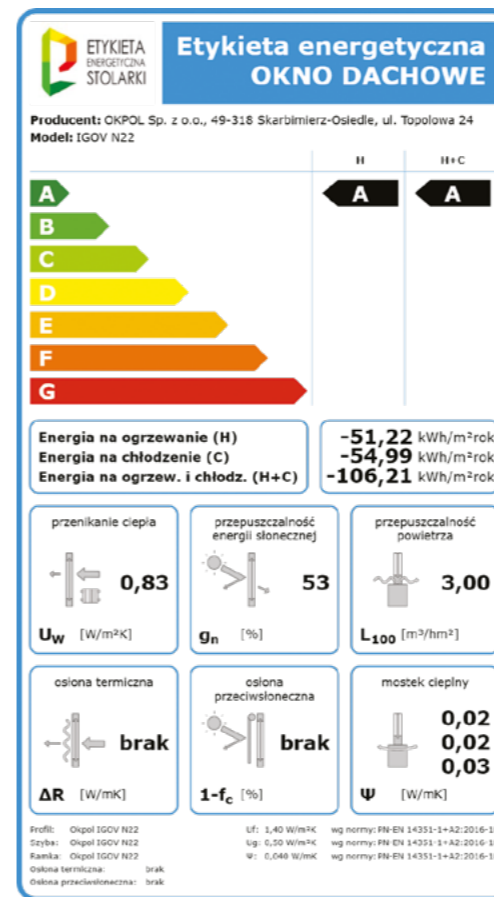 ETYKIETA
ENERGETYCZNA
STOLARKI
Etykieta energetyczna
OKNO DACHOWE
Producent: OKPOL Sp. z o.o., 49-318 Skarbimierz-Osiedle, ul. Topolowa 24
Model: IGOV N22
H H+C
A A A
B
C
D
E
F
G
Energia na ogrzewanie (H) -51,22 kWh/m²rok
Energia na chłodzenie (C) -54,99 kWh/m²rok
Energia na ogrzew. i chłodz. (H+C) -106,21 kWh/m²rok
przenikanie ciepła
0,83
Uw [W/m²K]
przepuszczalność
energii słonecznej
53
gn [%]
przepuszczalność
powietrza
3,00
L100 [m³/hm²]
osłona termiczna
brak
ΔR [W/mK]
osłona
przeciwsłoneczna
brak
1-fc [%]
mostek cieplny
0,02
0,02
0,03
Ψ [W/mK]
Profil: Okpol IGOV N22 Uf: 1,40 W/m²K wg normy: PN-EN 14351-1+A2:2016-1
Szyba: Okpol IGOV N22 Ug: 0,50 W/m²K wg normy: PN-EN 14351-1+A2:2016-1
Ramka: Okpol IGOV N22 Ψ: 0,040 W/mK wg normy: PN-EN 14351-1+A2:2016-1
Osłona termiczna: brak
Osłona przeciwsłoneczna: brak